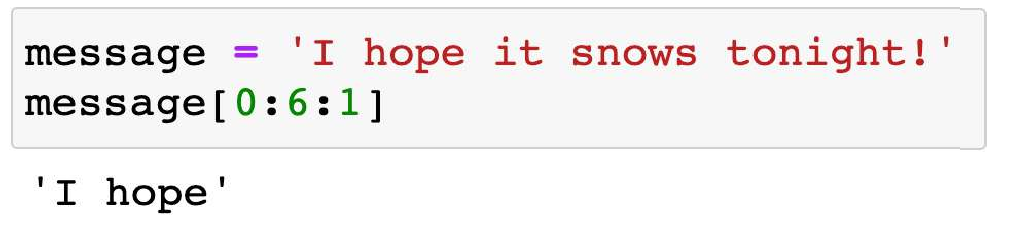 message = 'I hope it snows tonight!'
message[0:6:1]
'I hope'